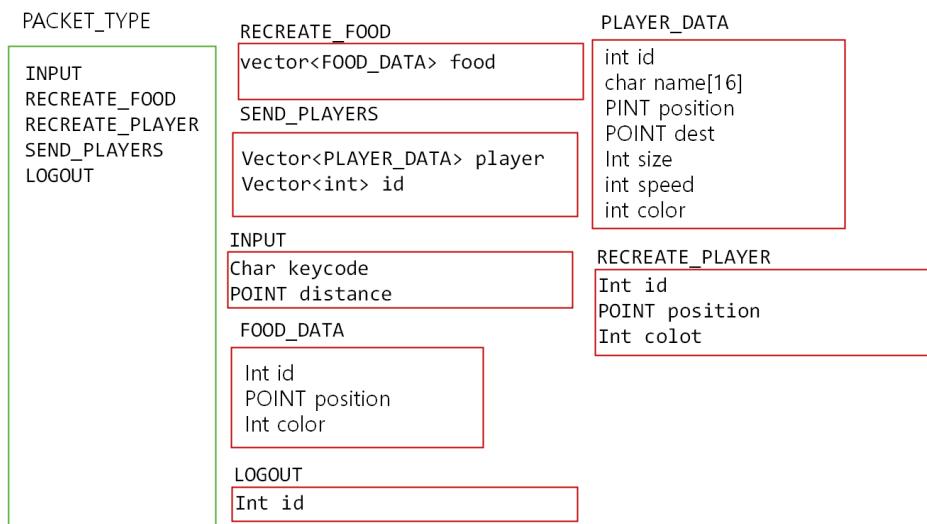 PACKET_TYPE
INPUT
RECREATE_FOOD
RECREATE_PLAYER
SEND_PLAYERS
LOGOUT
RECREATE_FOOD
vector<FOOD_DATA> food
SEND_PLAYERS
Vector<PLAYER_DATA> player
Vector<int> id
INPUT
Char keycode
POINT distance
FOOD_DATA
Int id
POINT position
Int color
LOGOUT
Int id
PLAYER_DATA
int id
char name[16]
PINT position
POINT dest
Int size
int speed
int color
RECREATE_PLAYER
Int id
POINT position
Int colot